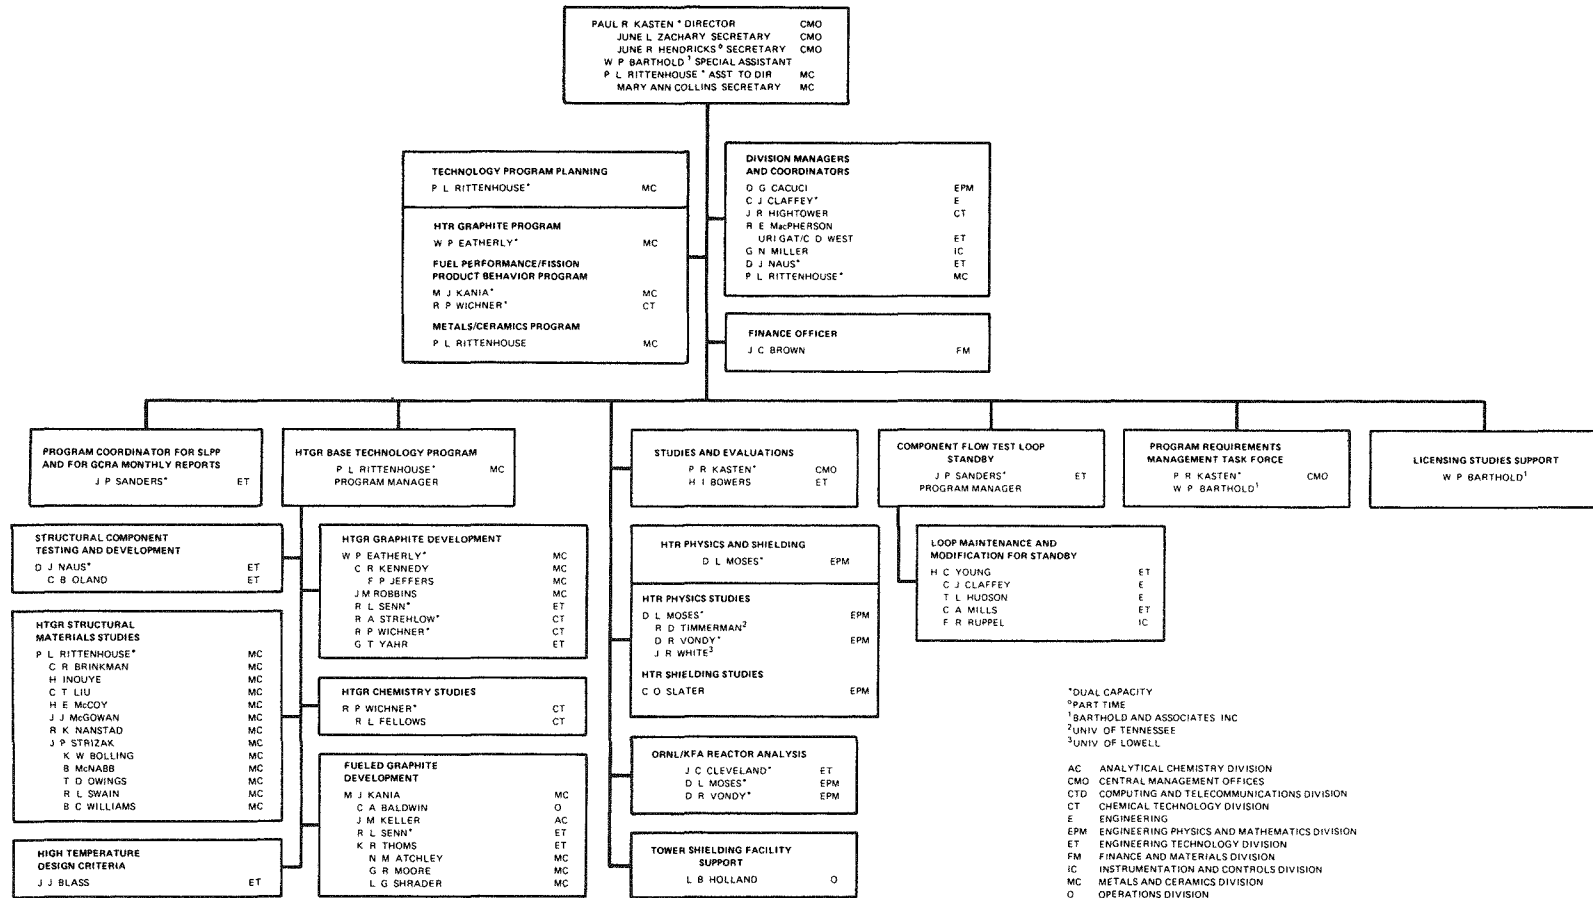 PAUL R KASTEN * DIRECTOR CMO
JUNE L ZACHARY SECRETARY CMO
JUNE R HENDRICKS o SECRETARY CMO
W P BARTHOLD 1 SPECIAL ASSISTANT
P L RITTENHOUSE * ASST TO DIR MC
MARY ANN COLLINS SECRETARY MC
TECHNOLOGY PROGRAM PLANNING
P L RITTENHOUSE* MC
HTR GRAPHITE PROGRAM
W P EATHERLY* MC
FUEL PERFORMANCE/FISSION
PRODUCT BEHAVIOR PROGRAM
M J KANIA* MC
R P WICHNER* CT
METALS/CERAMICS PROGRAM
P L RITTENHOUSE MC
DIVISION MANAGERS
AND COORDINATORS
D G CACUCI EPM
C J CLAFFEY* E
J R HIGHTOWER CT
R E MacPHERSON
URI GAT/C D WEST ET
G N MILLER IC
D J NAUS* ET
P L RITTENHOUSE* MC
FINANCE OFFICER
J C BROWN FM
PROGRAM COORDINATOR FOR SLPP
AND FOR GCRA MONTHLY REPORTS
J P SANDERS* ET
HTGR BASE TECHNOLOGY PROGRAM
P L RITTENHOUSE* MC
PROGRAM MANAGER
STUDIES AND EVALUATIONS
P R KASTEN* CMO
H I BOWERS ET
COMPONENT FLOW TEST LOOP
STANDBY
J P SANDERS* ET
PROGRAM MANAGER
PROGRAM REQUIREMENTS
MANAGEMENT TASK FORCE
P R KASTEN* CMO
W P BARTHOLD1
LICENSING STUDIES SUPPORT
W P BARTHOLD1
STRUCTURAL COMPONENT
TESTING AND DEVELOPMENT
D J NAUS* ET
C B OLAND ET
HTGR STRUCTURAL
MATERIALS STUDIES
P L RITTENHOUSE* MC
C R BRINKMAN MC
H INOUYE MC
C T LIU MC
H E McCOY MC
J J McGOWAN MC
R K NANSTAD MC
J P STRIZAK MC
K W BOLLING MC
B McNABB MC
T D OWINGS MC
R L SWAIN MC
B C WILLIAMS MC
HIGH TEMPERATURE
DESIGN CRITERIA
J J BLASS ET
HTGR GRAPHITE DEVELOPMENT
W P EATHERLY* MC
C R KENNEDY MC
F P JEFFERS MC
J M ROBBINS MC
R L SENN* ET
R A STREHLOW* CT
R P WICHNER* CT
G T YAHR ET
HTGR CHEMISTRY STUDIES
R P WICHNER* CT
R L FELLOWS CT
FUELED GRAPHITE
DEVELOPMENT
M J KANIA MC
C A BALDWIN O
J M KELLER AC
R L SENN* ET
K R THOMS ET
N M ATCHLEY MC
G R MOORE MC
L G SHRADER MC
HTR PHYSICS AND SHIELDING
D L MOSES* EPM
HTR PHYSICS STUDIES
D L MOSES* EPM
R D TIMMERMAN2
D R VONDY* EPM
J R WHITE3
HTR SHIELDING STUDIES
C O SLATER EPM
ORNL/KFA REACTOR ANALYSIS
J C CLEVELAND* ET
D L MOSES* EPM
D R VONDY* EPM
TOWER SHIELDING FACILITY
SUPPORT
L B HOLLAND O
LOOP MAINTENANCE AND
MODIFICATION FOR STANDBY
H C YOUNG ET
C J CLAFFEY E
T L HUDSON E
C A MILLS ET
F R RUPPEL IC
*DUAL CAPACITY
oPART TIME
1BARTHOLD AND ASSOCIATES INC
2UNIV OF TENNESSEE
3UNIV OF LOWELL
AC ANALYTICAL CHEMISTRY DIVISION
CMO CENTRAL MANAGEMENT OFFICES
CTD COMPUTING AND TELECOMMUNICATIONS DIVISION
CT CHEMICAL TECHNOLOGY DIVISION
E ENGINEERING
EPM ENGINEERING PHYSICS AND MATHEMATICS DIVISION
ET ENGINEERING TECHNOLOGY DIVISION
FM FINANCE AND MATERIALS DIVISION
IC INSTRUMENTATION AND CONTROLS DIVISION
MC METALS AND CERAMICS DIVISION
O OPERATIONS DIVISION